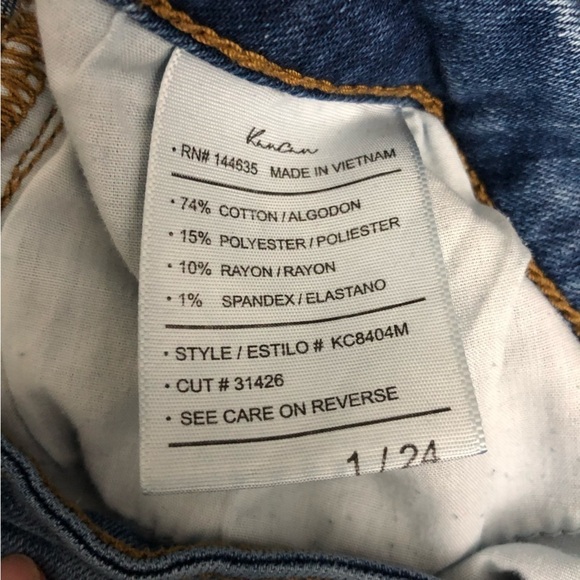 KanCan
• RN# 144635 MADE IN VIETNAM
• 74% COTTON / ALGODON
• 15% POLYESTER / POLIESTER
• 10% RAYON / RAYON
• 1% SPANDEX / ELASTANO
• STYLE / ESTILO # KC8404M
• CUT # 31426
• SEE CARE ON REVERSE
1 / 24